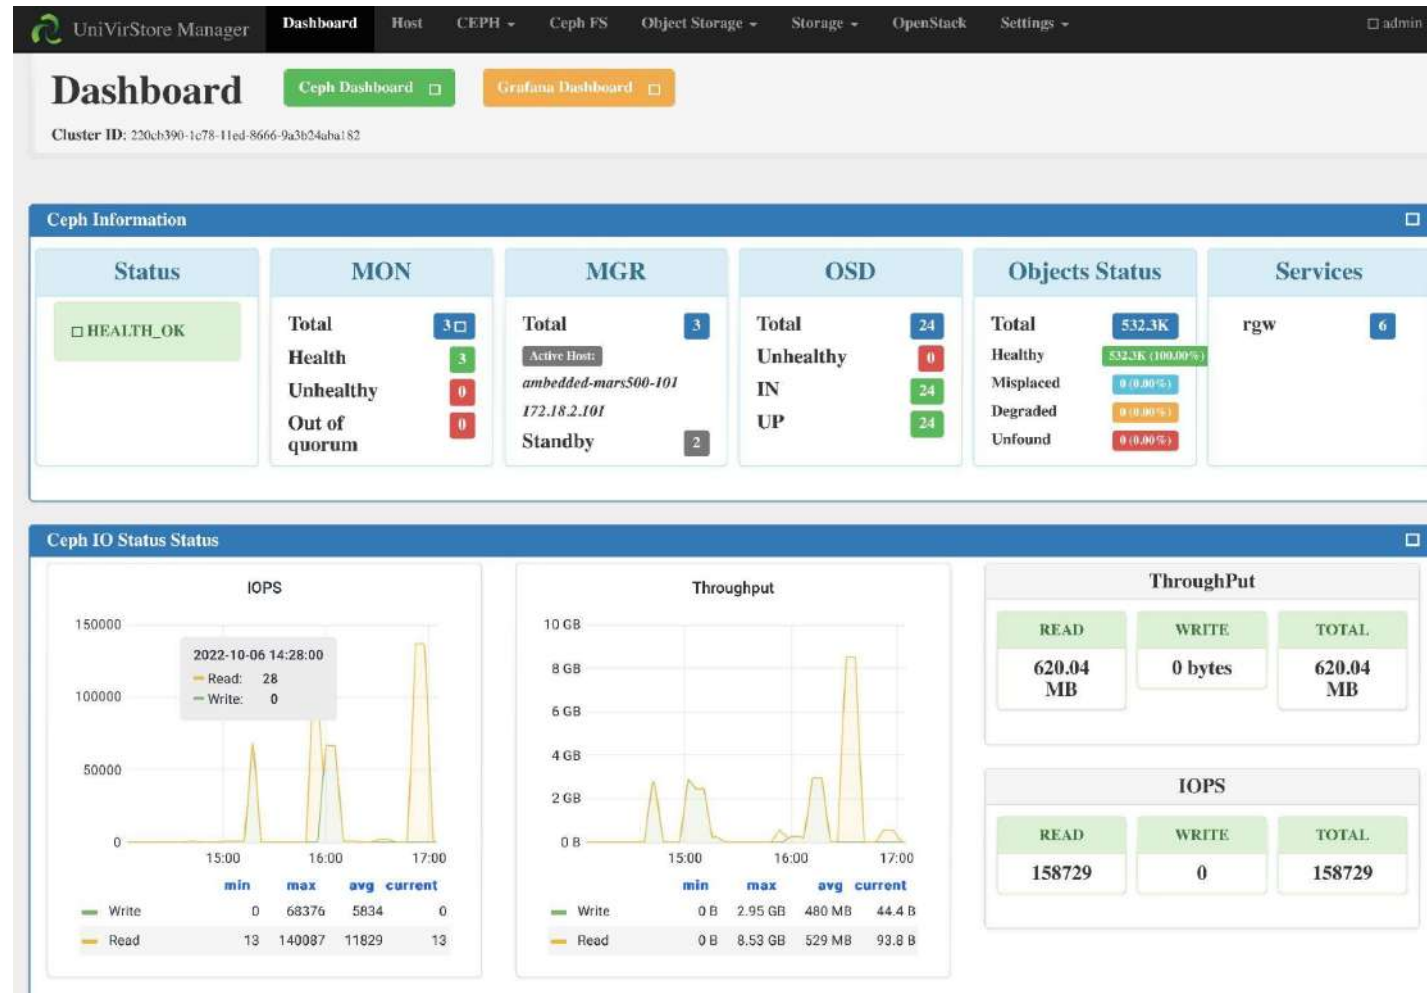 UniVirStore Manager Dashboard Host CEPH Ceph FS Object Storage Storage OpenStack Settings admin
Dashboard Ceph Dashboard Grafana Dashboard
Cluster ID: 220cb390-1c78-11ed-8666-9a3b24aba182
Ceph Information
Status
HEALTH_OK
MON
Total 3
Health 3
Unhealthy 0
Out of
quorum 0
MGR
Total 3
Active Host:
ambedded-mars500-101
172.18.2.101
Standby 2
OSD
Total 24
Unhealthy 0
IN 24
UP 24
Objects Status
Total 532.3K
Healthy 532.3K (100.00%)
Misplaced 0 (0.00%)
Degraded 0 (0.00%)
Unfound 0 (0.00%)
Services
rgw 6
Ceph IO Status Status
IOPS
150000
100000
50000
0
2022-10-06 14:28:00
Read: 28
Write: 0
15:00 16:00 17:00
min max avg current
Write 0 68376 5834 0
Read 13 140087 11829 13
Throughput
10 GB
8 GB
6 GB
4 GB
2 GB
0 B
15:00 16:00 17:00
min max avg current
Write 0 B 2.95 GB 480 MB 44.4 B
Read 0 B 8.53 GB 529 MB 93.8 B
ThroughPut
READ WRITE TOTAL
620.04 0 bytes 620.04
MB MB
IOPS
READ WRITE TOTAL
158729 0 158729